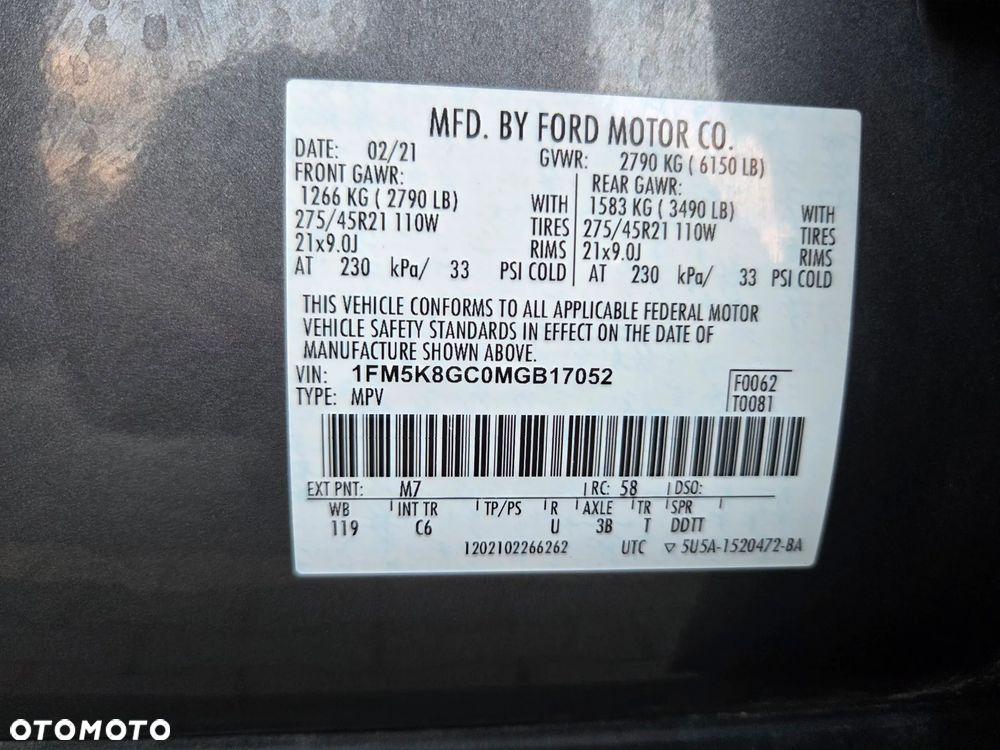 MFD. BY FORD MOTOR CO.
DATE: 02/21 GVWR: 2790 KG ( 6150 LB)
FRONT GAWR: REAR GAWR:
1266 KG ( 2790 LB) WITH 1583 KG ( 3490 LB) WITH
275/45R21 110W TIRES 275/45R21 110W TIRES
21x9.0J RIMS 21x9.0J RIMS
AT 230 kPa/ 33 PSI COLD AT 230 kPa/ 33 PSI COLD
THIS VEHICLE CONFORMS TO ALL APPLICABLE FEDERAL MOTOR
VEHICLE SAFETY STANDARDS IN EFFECT ON THE DATE OF
MANUFACTURE SHOWN ABOVE.
VIN: 1FM5K8GC0MGB17052
F0062
TYPE: MPV T0081
EXT PNT: M7 RC: 58 DSO:
WB INT TR TP/PS R AXLE TR SPR
119 C6 U 3B T DDTT
1202102266262 UTC ▽ 5U5A-1520472-BA
OTOMOTO